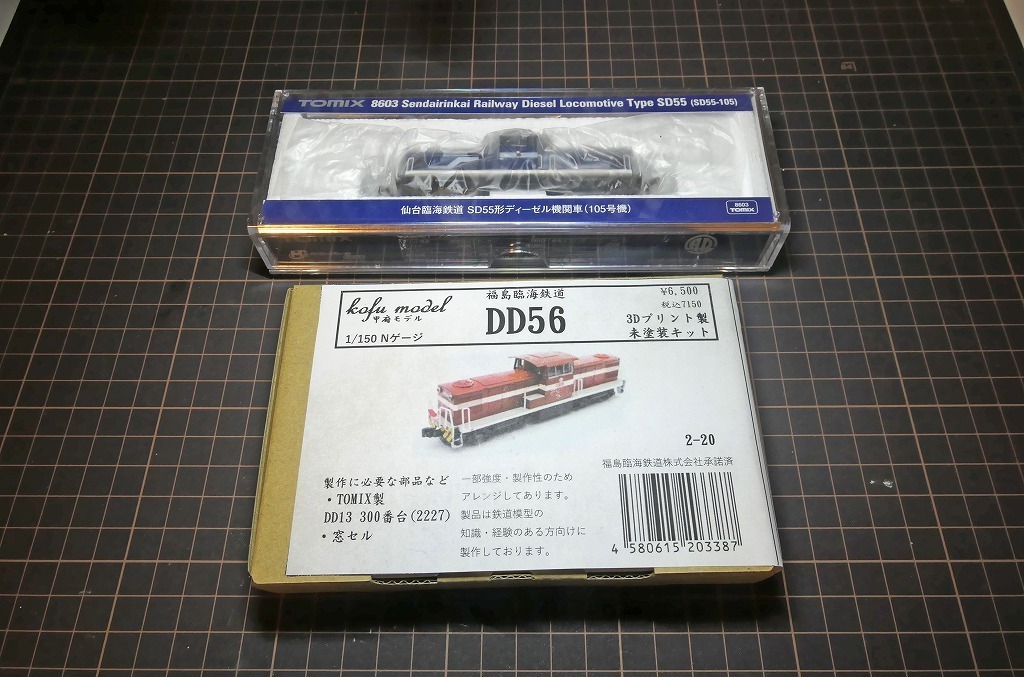 TOMIX 8603 Sendairinkai Railway Diesel Locomotive Type SD55 (SD55-105)
仙台臨海鉄道 SD55形ディーゼル機関車(105号機)
8603
TOMIX
TOMIX
kofu model
甲府モデル
1/150 Nゲージ
福島臨海鉄道
DD56
¥6,500
税込7150
3Dプリント製
未塗装キット
2-20
福島臨海鉄道株式会社承諾済
製作に必要な部品など
・TOMIX製
DD13 300番台(2227)
・窓セル
一部強度・製作性のため
アレンジしてあります。
製品は鉄道模型の
知識・経験のある方向けに
製作しております。
4 580615 203387